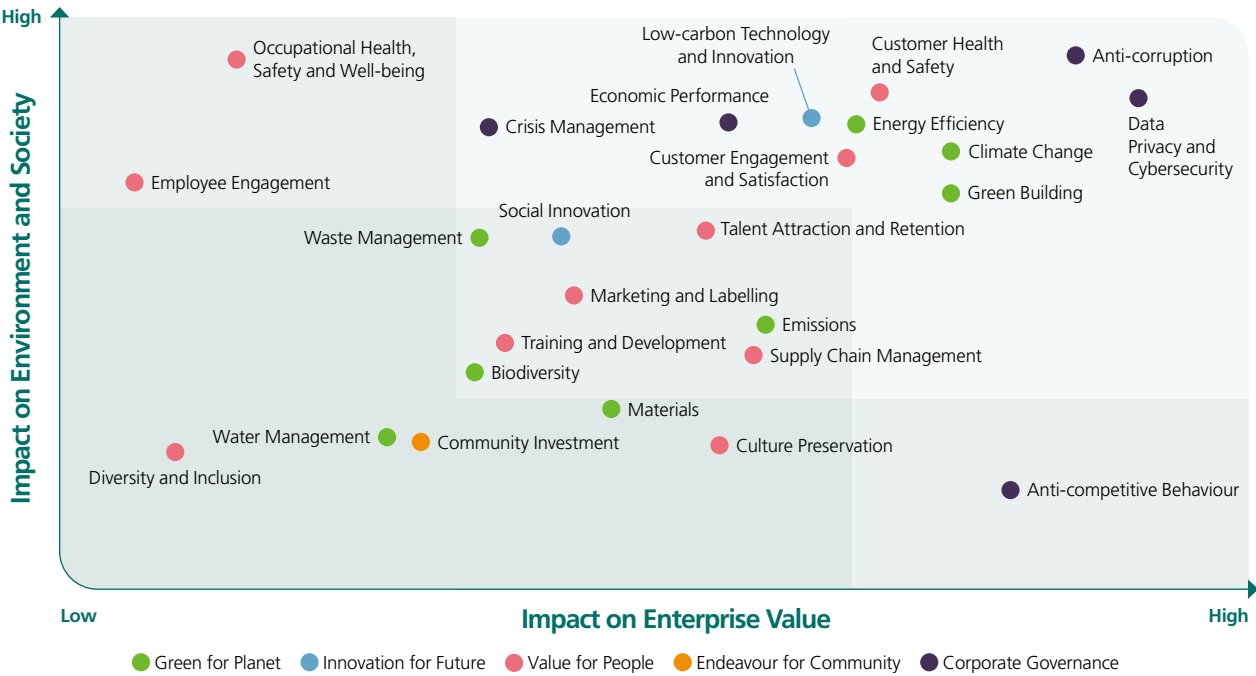 High
Impact on Environment and Society
Occupational Health,
Safety and Well-being
Low-carbon Technology
and Innovation
Customer Health
and Safety
Anti-corruption
Economic Performance
Crisis Management
Energy Efficiency
Data
Privacy and
Cybersecurity
Customer Engagement
and Satisfaction
Climate Change
Employee Engagement
Green Building
Social Innovation
Waste Management
Talent Attraction and Retention
Marketing and Labelling
Emissions
Training and Development
Supply Chain Management
Biodiversity
Materials
Water Management
Community Investment
Culture Preservation
Diversity and Inclusion
Anti-competitive Behaviour
Low
Impact on Enterprise Value
High
Green for Planet
Innovation for Future
Value for People
Endeavour for Community
Corporate Governance